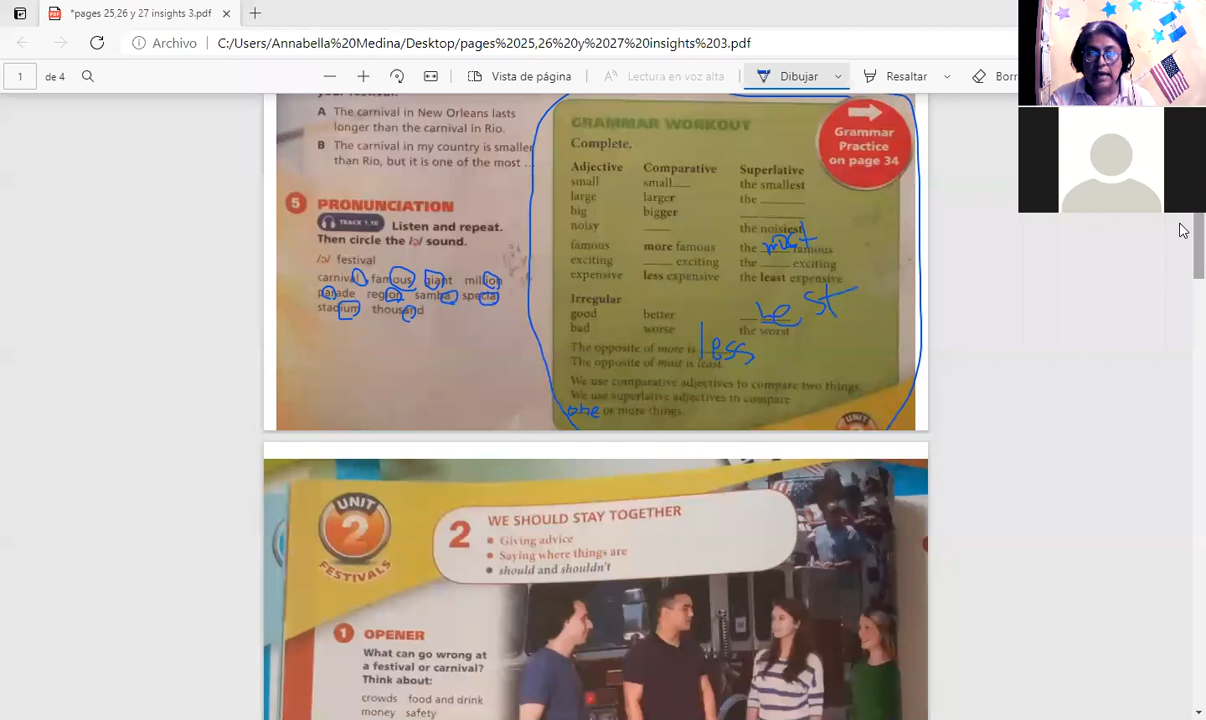 *pages 25,26 y 27 insights 3.pdf
Archivo C:/Users/Annabella%20Medina/Desktop/pages%2025,26%20y%2027%20insights%203.pdf
1 de 4 Vista de página Lectura en voz alta Dibujar Resaltar Borr
your festival.
A The carnival in New Orleans lasts
longer than the carnival in Rio.
B The carnival in my country is smaller
than Rio, but it is one of the most ...
5 PRONUNCIATION
TRACK 1.16 Listen and repeat.
Then circle the /ə/ sound.
/ə/ festival
carnival famous giant million
parade region samba special
stadium thousand
GRAMMAR WORKOUT
Complete.
Grammar
Practice
on page 34
Adjective Comparative Superlative
small small___ the smallest
large larger the ______
big bigger ______
noisy ____ the noisiest
famous more famous the most famous
exciting ____ exciting the ____ exciting
expensive less expensive the least expensive
Irregular
good better best
bad worse the worst
The opposite of more is less
The opposite of most is least.
We use comparative adjectives to compare two things.
We use superlative adjectives to compare
one or more things.
UNIT
2
FESTIVALS
2 WE SHOULD STAY TOGETHER
• Giving advice
• Saying where things are
• should and shouldn't
1 OPENER
What can go wrong at
a festival or carnival?
Think about:
crowds food and drink
money safety